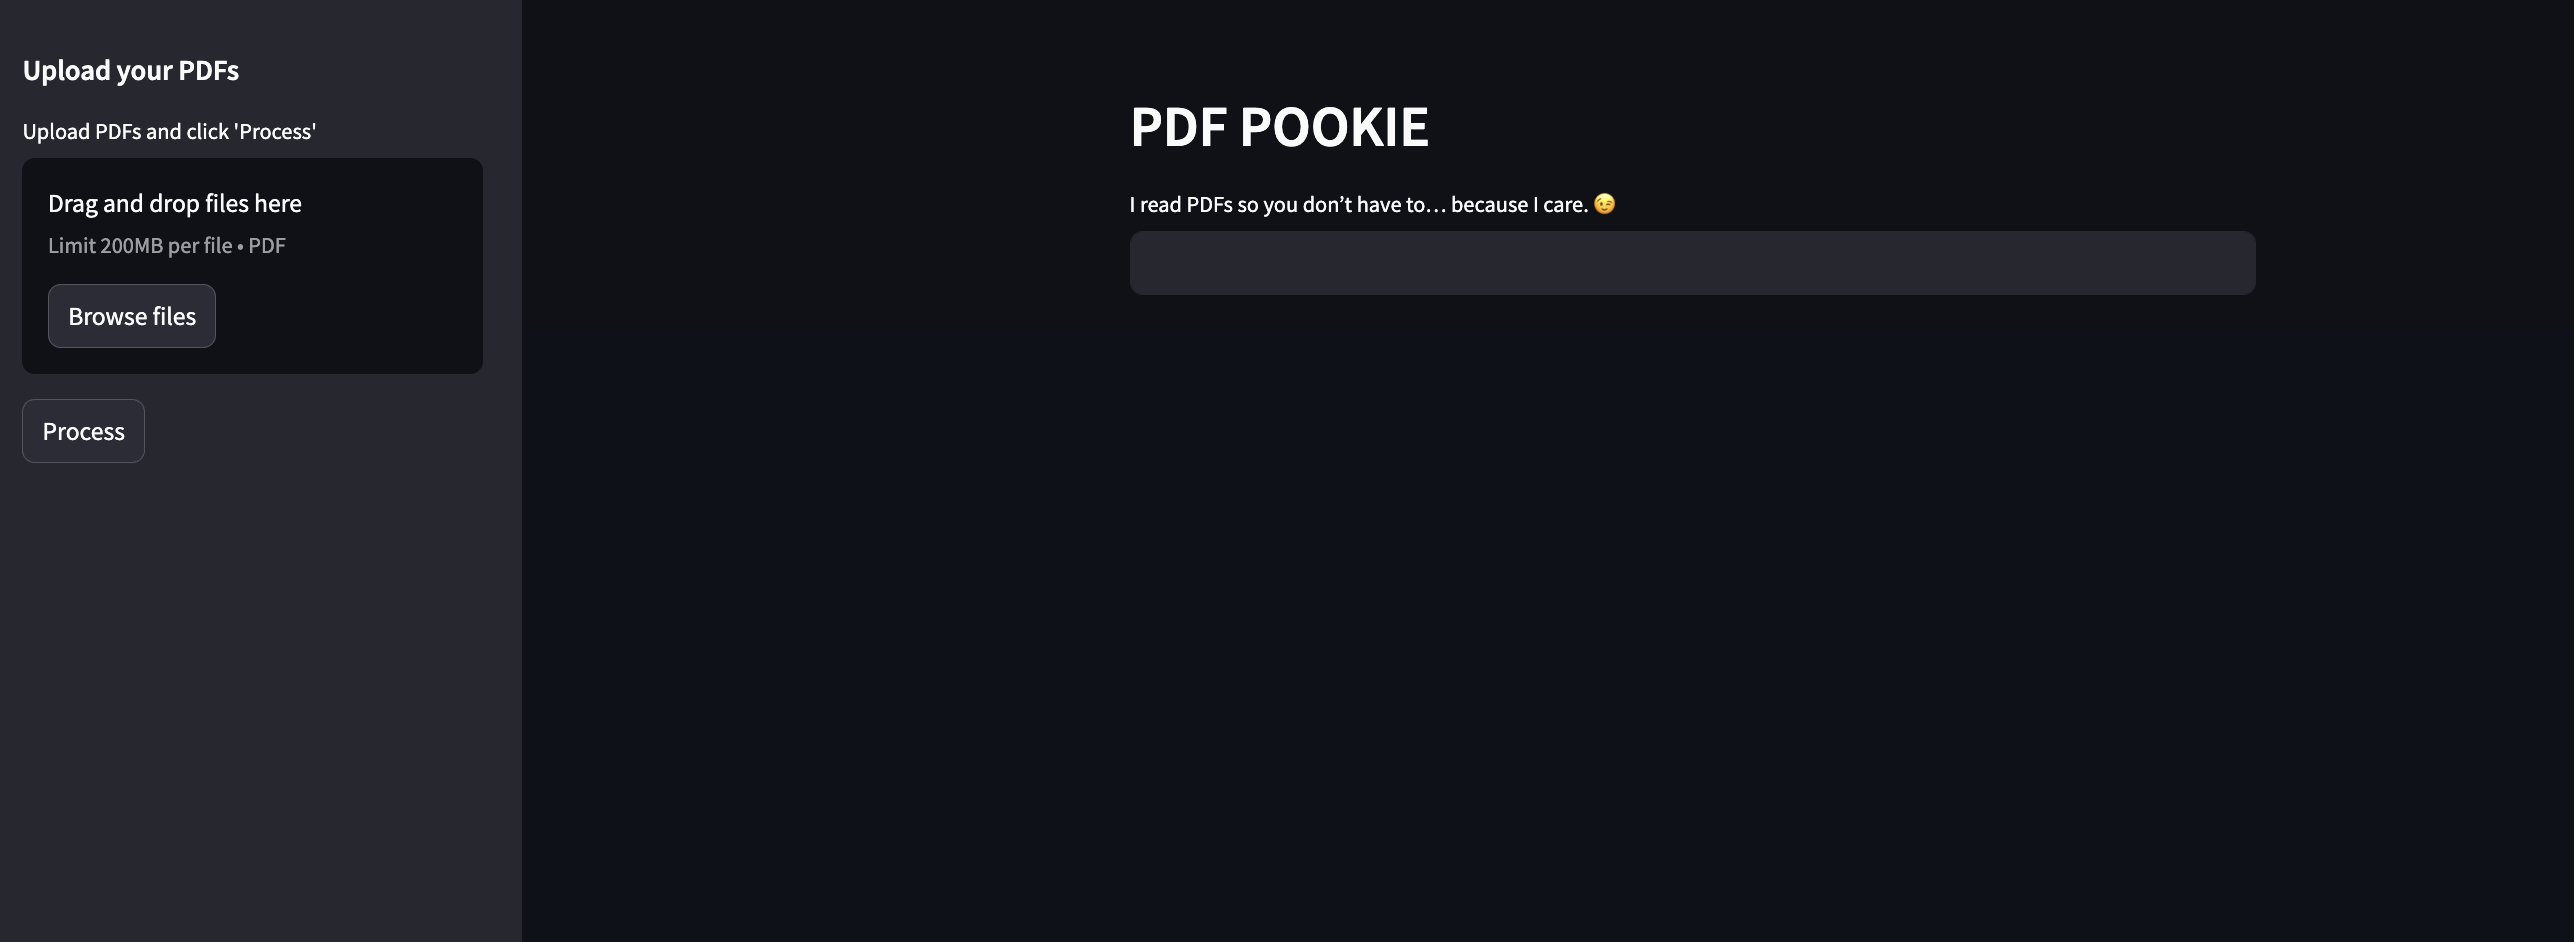 Upload your PDFs
Upload PDFs and click 'Process'
Drag and drop files here
Limit 200MB per file • PDF
Browse files
Process
PDF POOKIE
I read PDFs so you don’t have to… because I care. 😉